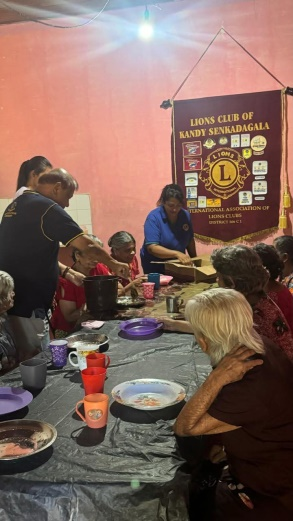 LIONS CLUB OF
KANDY SENKADAGALA
LIONS
L
INTERNATIONAL ASSOCIATION OF
LIONS CLUBS